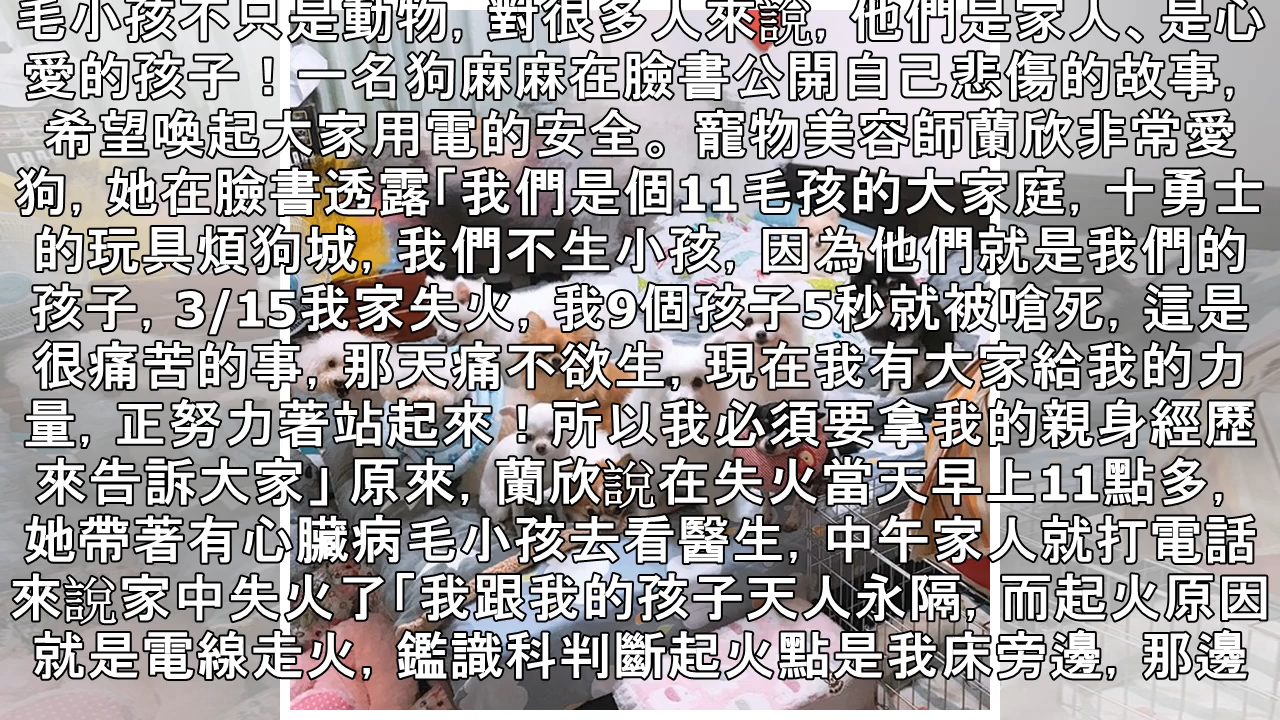 毛小孩不只是動物, 對很多人來說, 他們是家人、是心
愛的孩子！一名狗麻麻在臉書公開自己悲傷的故事,
希望喚起大家用電的安全。寵物美容師蘭欣非常愛
狗, 她在臉書透露「我們是個11毛孩的大家庭, 十勇士
的玩具煩狗城, 我們不生小孩, 因為他們就是我們的
孩子, 3/15我家失火, 我9個孩子5秒就被嗆死, 這是
很痛苦的事, 那天痛不欲生, 現在我有大家給我的力
量, 正努力著站起來！所以我必須要拿我的親身經歷
來告訴大家」原來, 蘭欣說在失火當天早上11點多,
她帶著有心臟病毛小孩去看醫生, 中午家人就打電話
來說家中失火了「我跟我的孩子天人永隔, 而起火原因
就是電線走火, 鑑識科判斷起火點是我床旁邊, 那邊